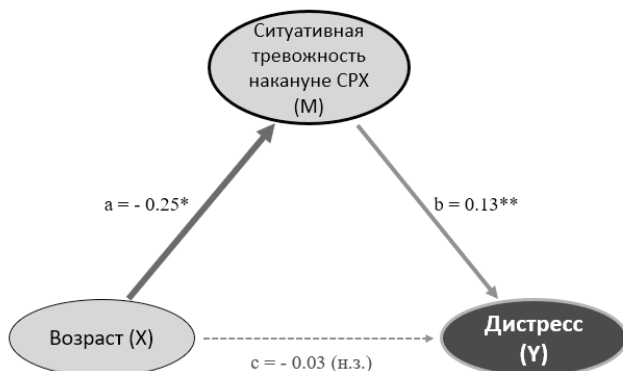 Ситуативная
тревожность
накануне СРХ
(М)
a = - 0.25*
b = 0.13**
Возраст (X)
Дистресс
(Y)
c = - 0.03 (н.з.)